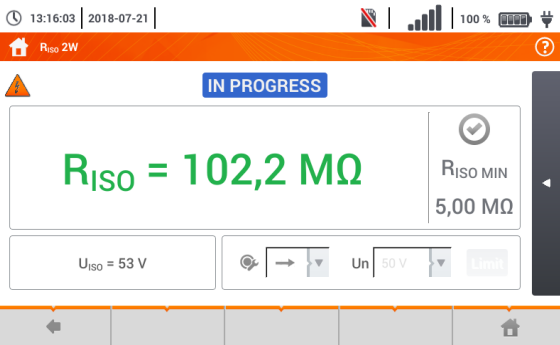 13:16:03 2018-07-21 100 %
RISO 2W ?
IN PROGRESS
RISO = 102,2 MΩ
RISO MIN
5,00 MΩ
UISO = 53 V
Un 50 V Limit